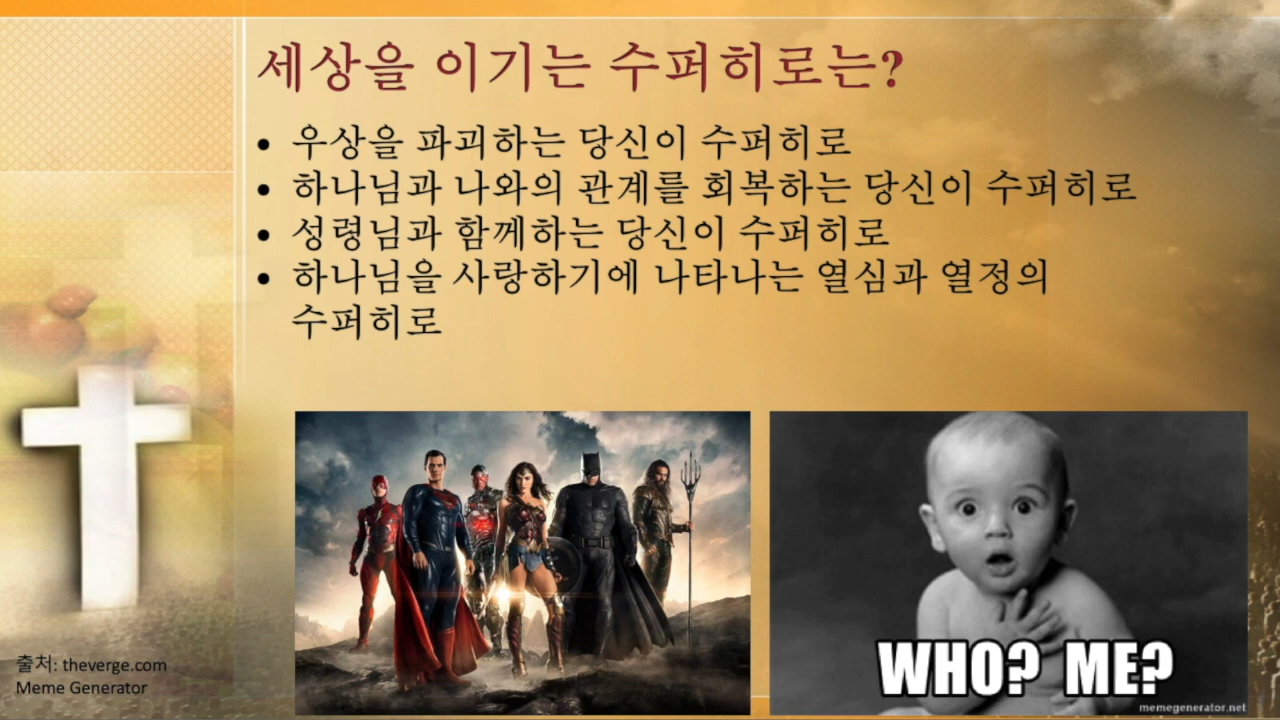 세상을 이기는 수퍼히로는?
• 우상을 파괴하는 당신이 수퍼히로
• 하나님과 나와의 관계를 회복하는 당신이 수퍼히로
• 성령님과 함께하는 당신이 수퍼히로
• 하나님을 사랑하기에 나타나는 열심과 열정의
수퍼히로
출처: theverge.com
Meme Generator
WHO? ME?
memegenerator.net